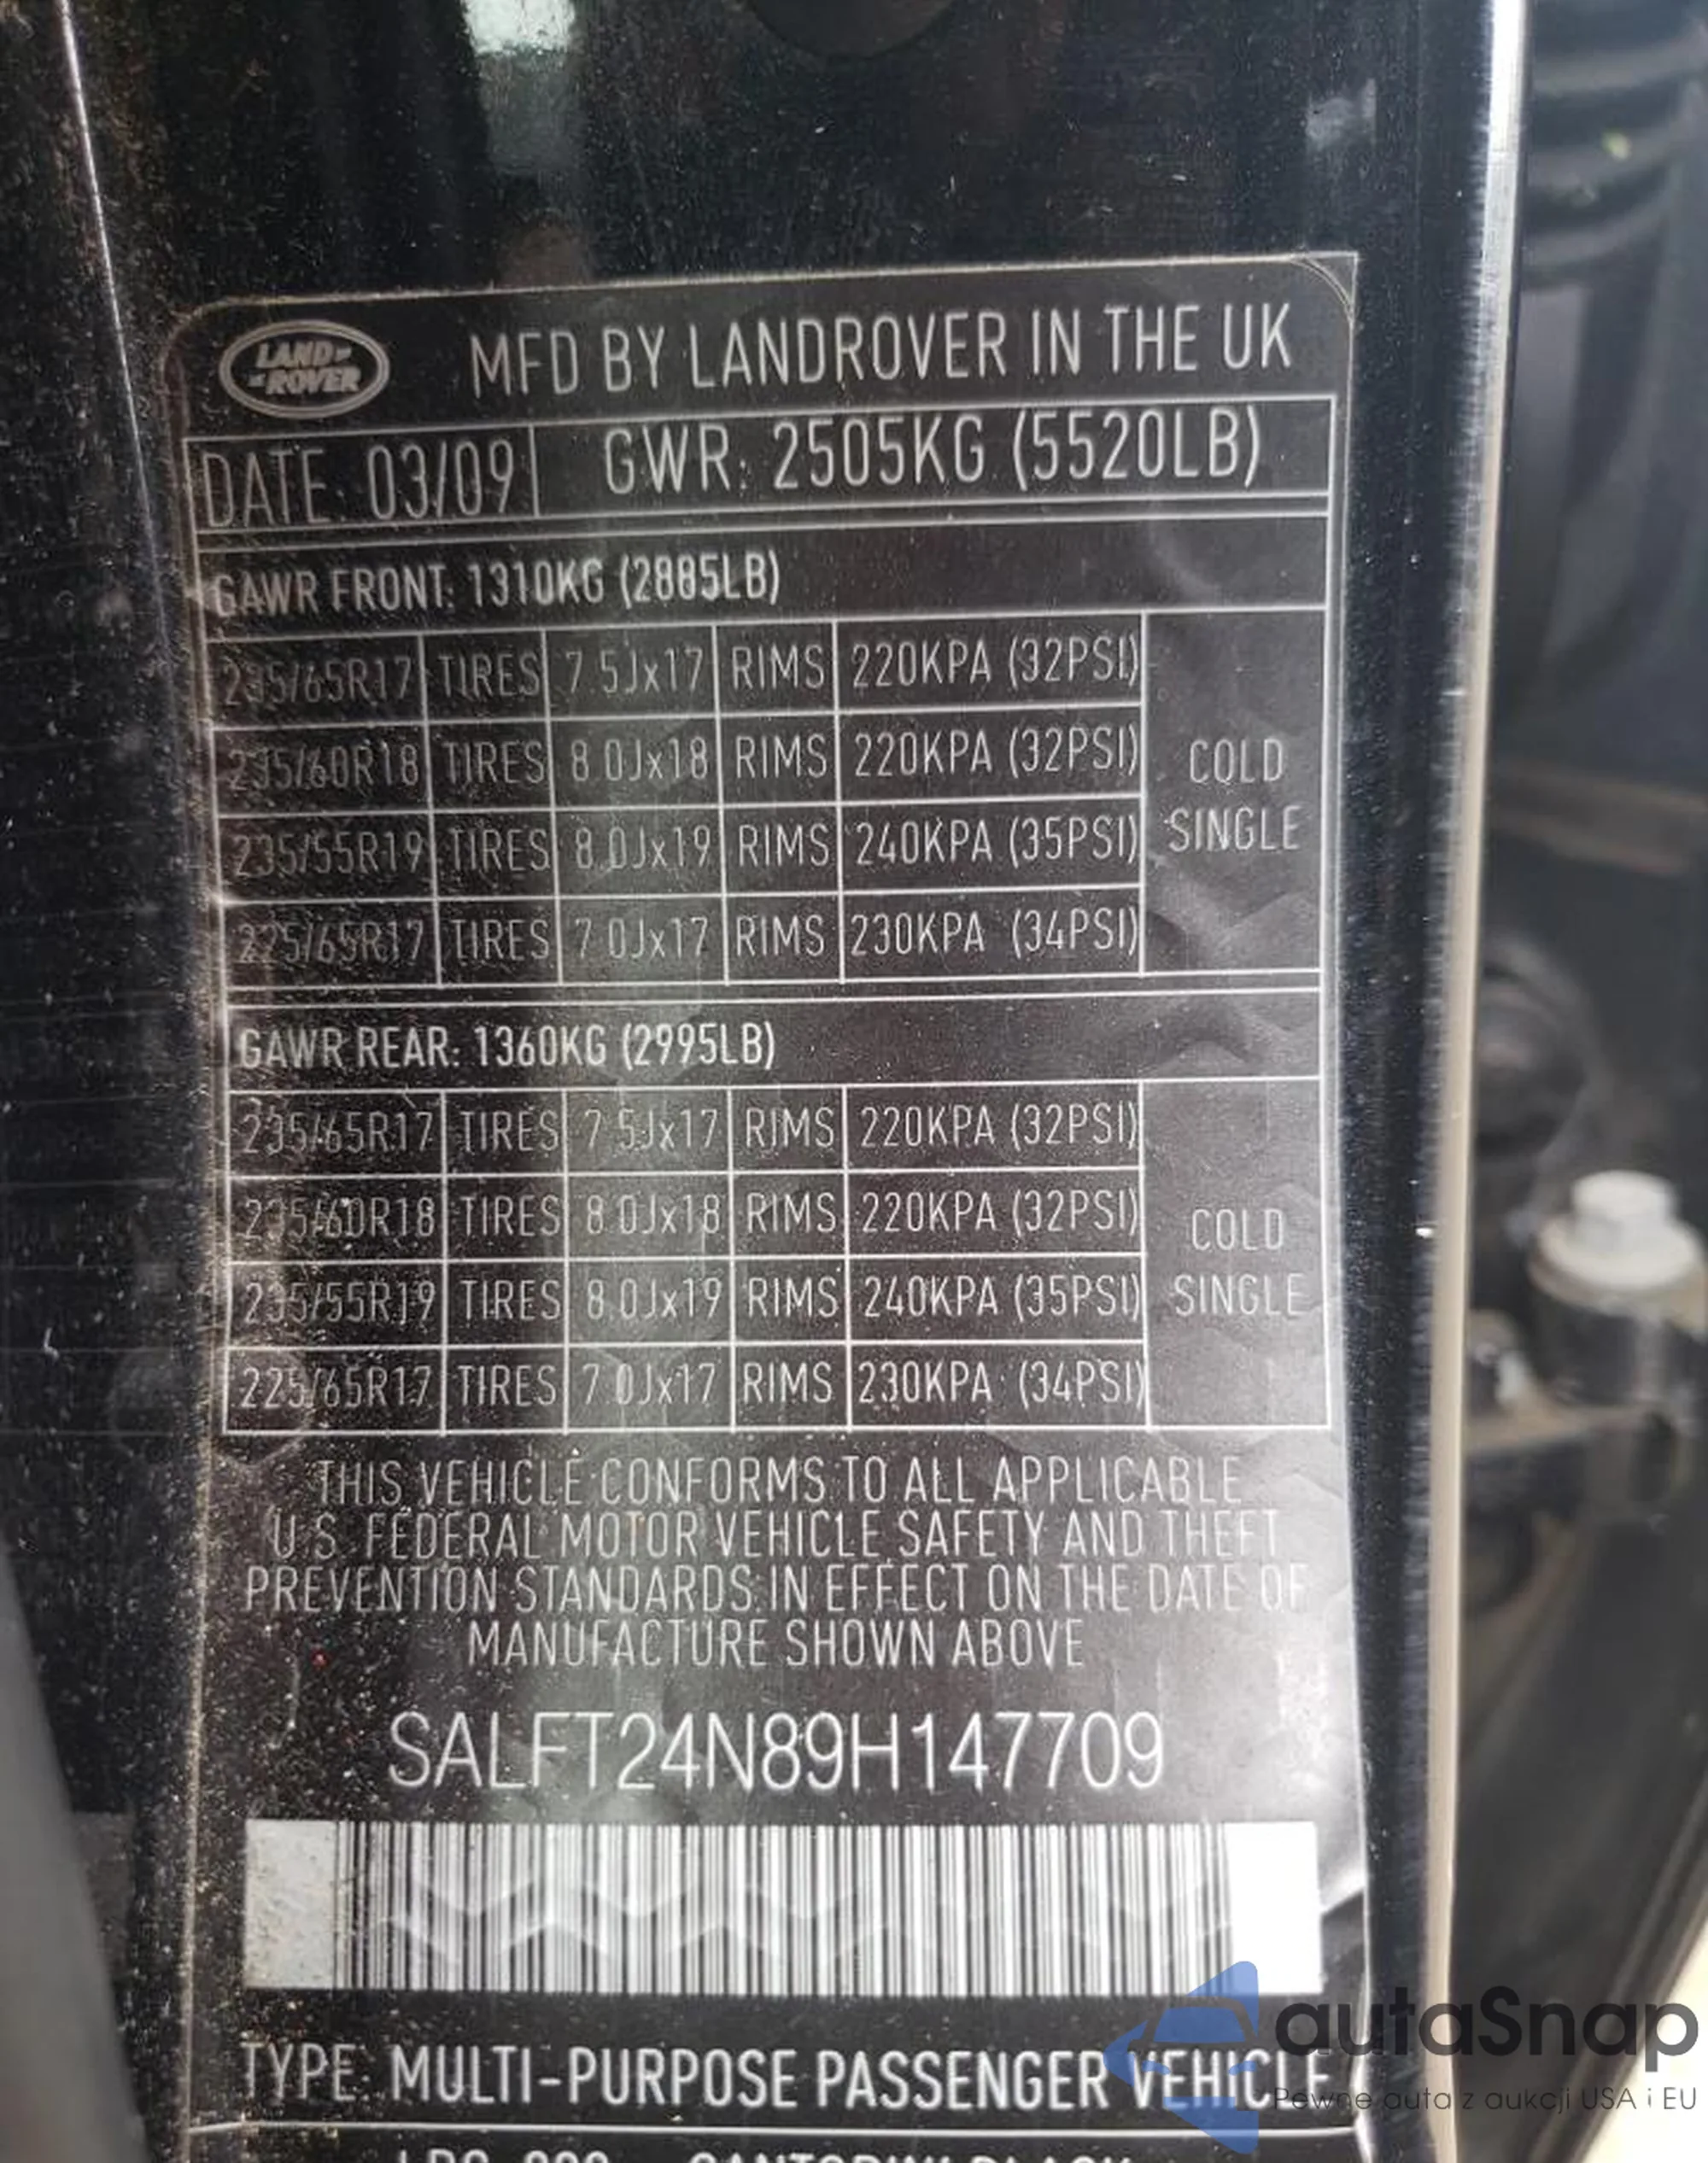 LAND-
-ROVER
MFD BY LANDROVER IN THE UK
DATE: 03/09 GWR: 2505KG (5520LB)
GAWR FRONT: 1310KG (2885LB)
235/65R17 TIRES 7.5Jx17 RIMS 220KPA (32PSI)
235/60R18 TIRES 8.0Jx18 RIMS 220KPA (32PSI)
235/55R19 TIRES 8.0Jx19 RIMS 240KPA (35PSI)
225/65R17 TIRES 7.0Jx17 RIMS 230KPA (34PSI)
COLD
SINGLE
GAWR REAR: 1360KG (2995LB)
235/65R17 TIRES 7.5Jx17 RIMS 220KPA (32PSI)
235/60R18 TIRES 8.0Jx18 RIMS 220KPA (32PSI)
235/55R19 TIRES 8.0Jx19 RIMS 240KPA (35PSI)
225/65R17 TIRES 7.0Jx17 RIMS 230KPA (34PSI)
COLD
SINGLE
THIS VEHICLE CONFORMS TO ALL APPLICABLE
U.S. FEDERAL MOTOR VEHICLE SAFETY AND THEFT
PREVENTION STANDARDS IN EFFECT ON THE DATE OF
MANUFACTURE SHOWN ABOVE
SALFT24N89H147709
TYPE: MULTI-PURPOSE PASSENGER VEHICLE
autaSnap
Pewne auta z aukcji USA i EU